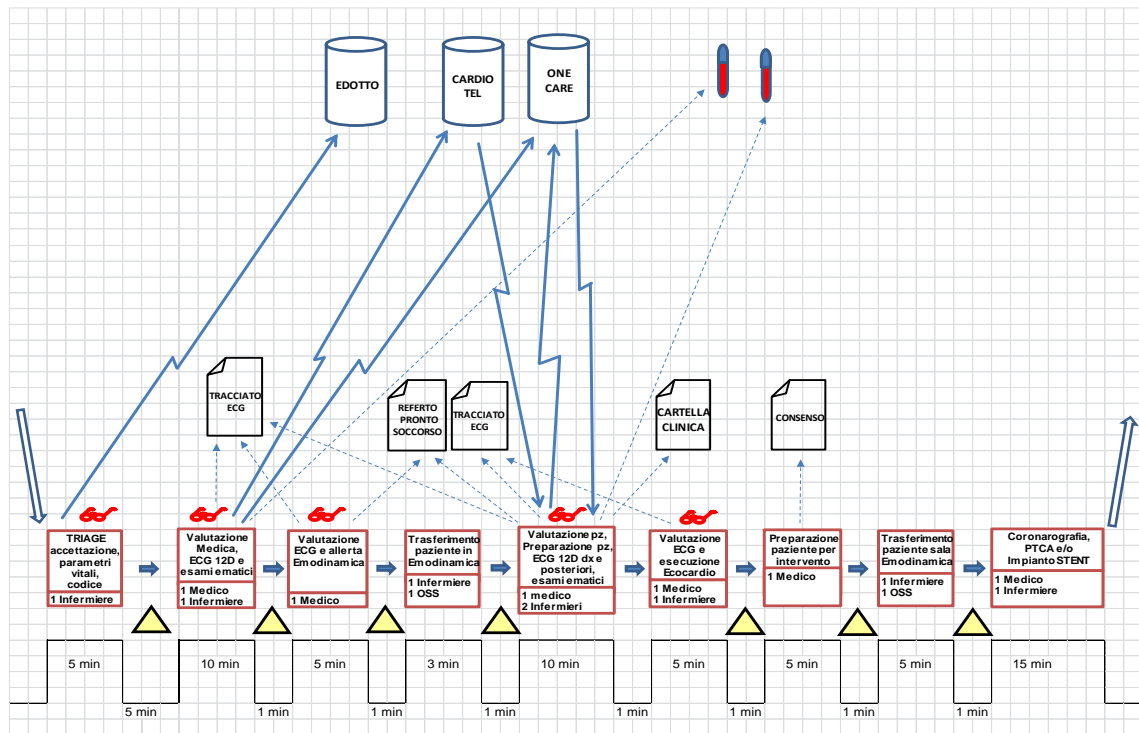 EDOTTO
CARDIO
TEL
ONE
CARE
TRACCIATO
ECG
REFERTO
PRONTO
SOCCORSO
TRACCIATO
ECG
CARTELLA
CLINICA
CONSENSO
TRIAGE
accettazione,
parametri
vitali,
codice
1 Infermiere
Valutazione
Medica,
ECG 12D e
esami ematici
1 Medico
1 Infermiere
Valutazione
ECG e allerta
Emodinamica
1 Medico
Trasferimento
paziente in
Emodinamica
1 Infermiere
1 OSS
Valutazione pz,
Preparazione pz,
ECG 12D dx e
posteriori,
esami ematici
1 medico
2 Infermieri
Valutazione
ECG e
esecuzione
Ecocardio
1 Medico
1 Infermiere
Preparazione
paziente per
intervento
1 Medico
Trasferimento
paziente sala
Emodinamica
1 Infermiere
1 OSS
Coronarografia,
PTCA e/o
Impianto STENT
1 Medico
1 Infermiere
5 min
10 min
5 min
3 min
10 min
5 min
5 min
5 min
15 min
5 min
1 min
1 min
1 min
1 min
1 min
1 min
1 min